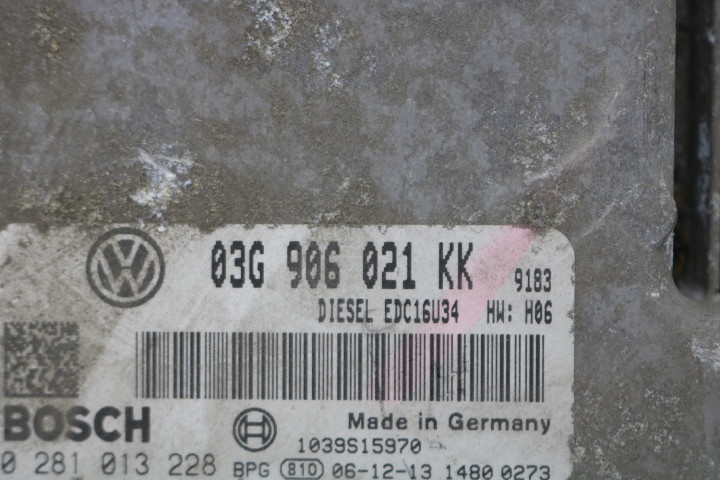 VW 03G 906 021 KK 9183
DIESEL EDC16U34 HW: H06
BOSCH Made in Germany
1039S15970
0 281 013 228 BPG 810 06-12-13 1480 0273